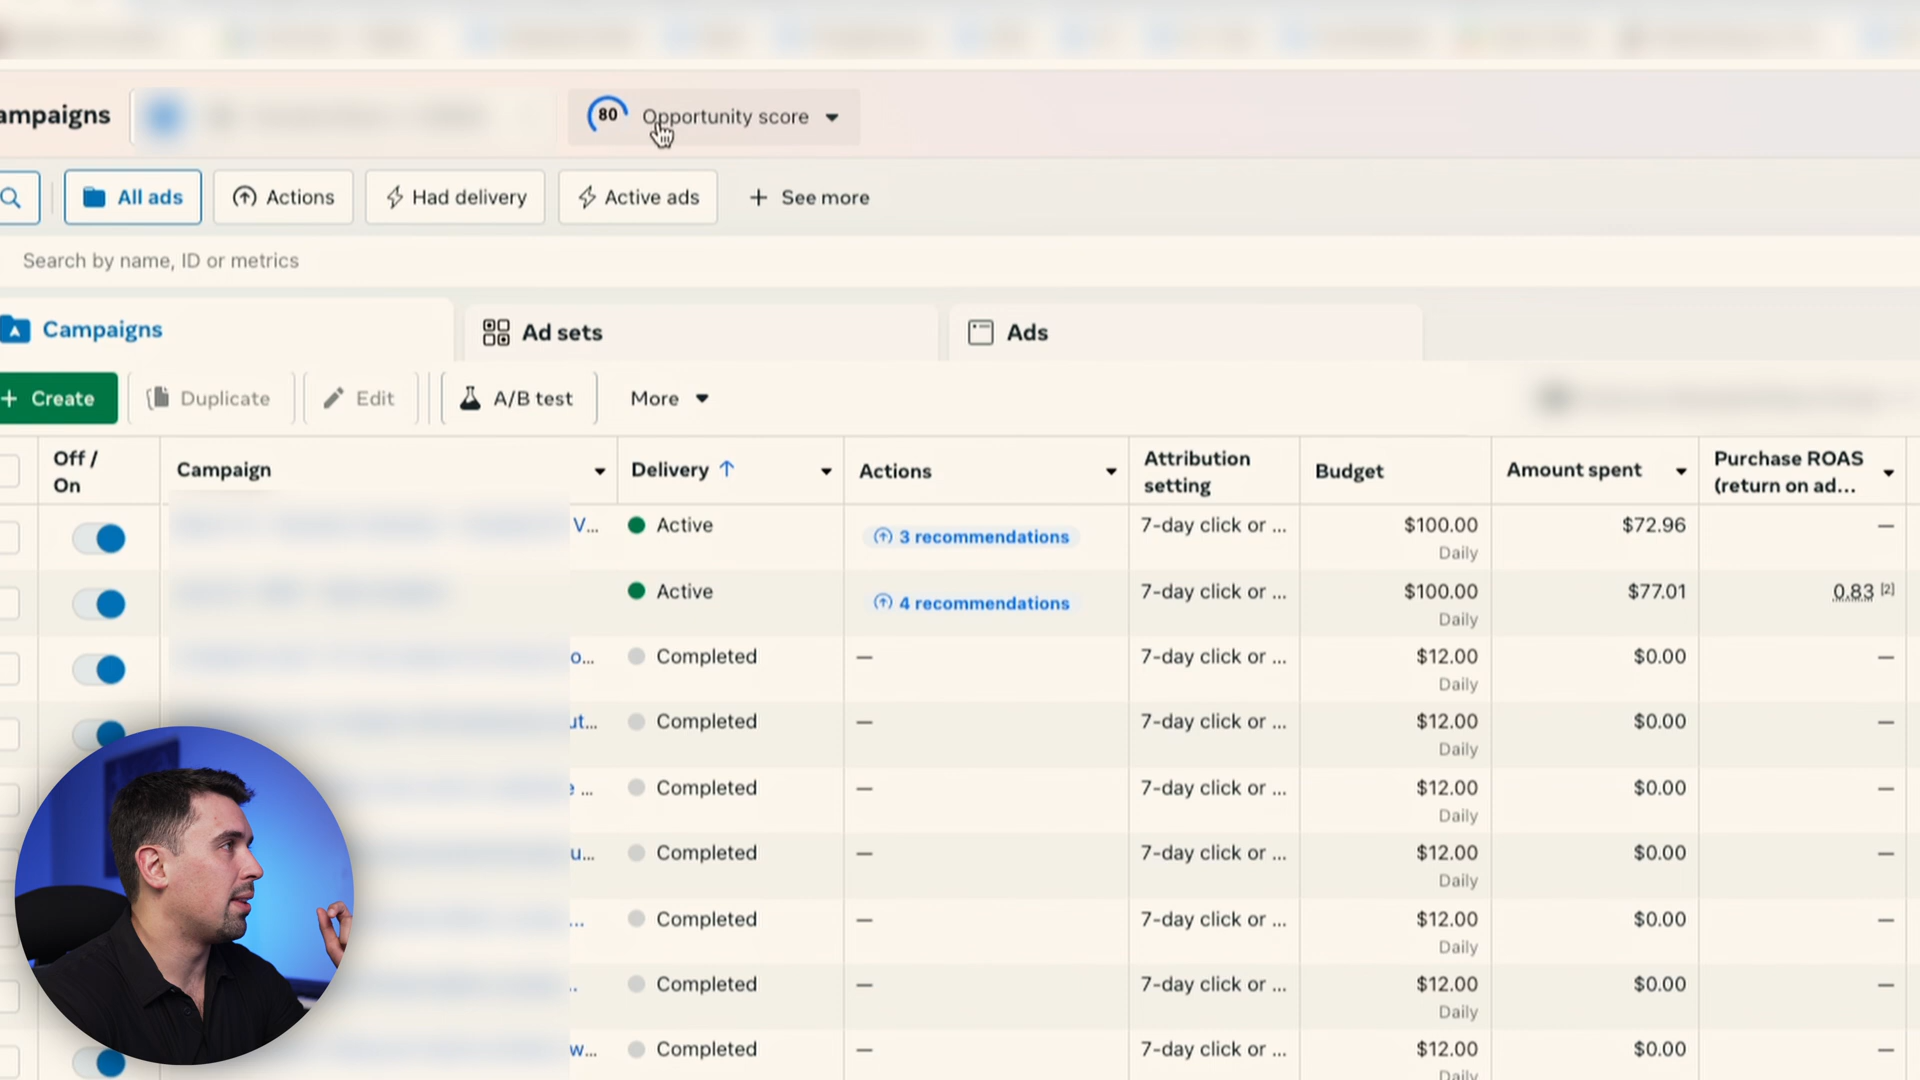 ampaigns
80 Opportunity score
All ads
Actions
Had delivery
Active ads
+ See more
Search by name, ID or metrics
Campaigns
Ad sets
Ads
+ Create
Duplicate
Edit
A/B test
More
Off / On
Campaign
Delivery ↑
Actions
Attribution setting
Budget
Amount spent
Purchase ROAS (return on ad...
V... Active 3 recommendations 7-day click or ... $100.00 Daily $72.96 —
Active 4 recommendations 7-day click or ... $100.00 Daily $77.01 0.83 [2]
o... Completed — 7-day click or ... $12.00 Daily $0.00 —
ut... Completed — 7-day click or ... $12.00 Daily $0.00 —
e ... Completed — 7-day click or ... $12.00 Daily $0.00 —
u... Completed — 7-day click or ... $12.00 Daily $0.00 —
... Completed — 7-day click or ... $12.00 Daily $0.00 —
.. Completed — 7-day click or ... $12.00 Daily $0.00 —
w... Completed — 7-day click or ... $12.00 Daily $0.00 —